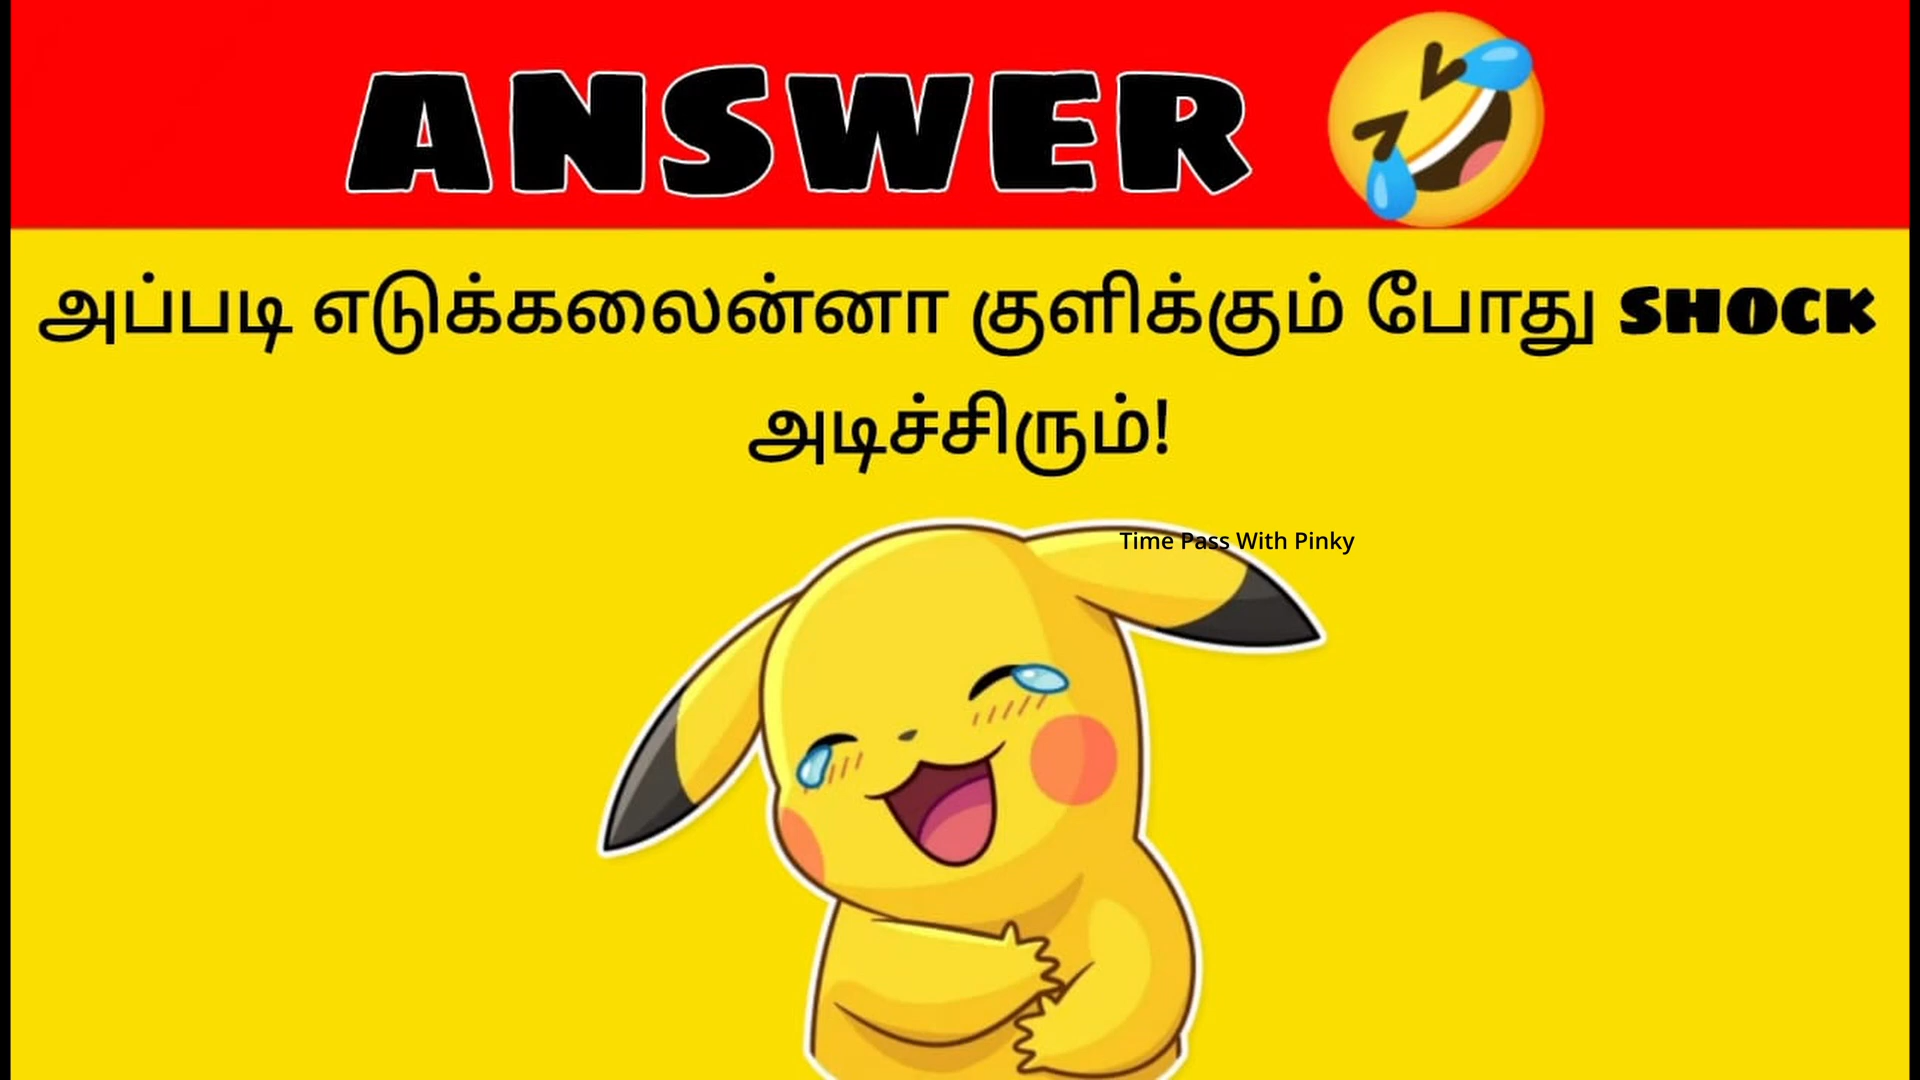 ANSWER
அப்படி எடுக்கலைன்னா குளிக்கும் போது SHOCK
அடிச்சிரும்!
Time Pass With Pinky